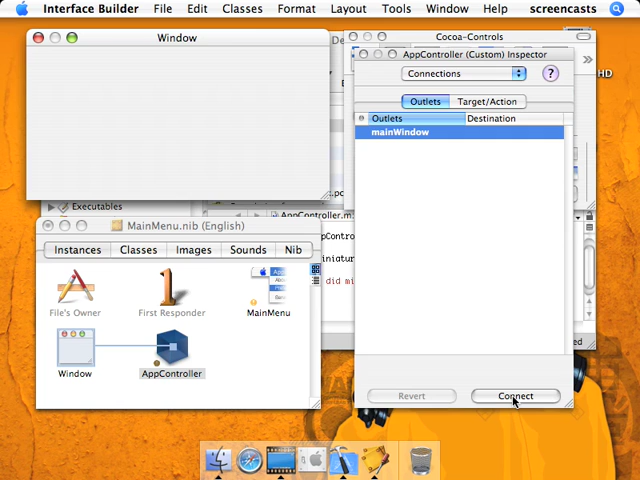 Interface Builder File Edit Classes Format Layout Tools Window Help screencasts
Window
Cocoa-Controls
AppController (Custom) Inspector
Connections
?
HD
Outlets Target/Action
Outlets Destination
mainWindow
Executables
AppController.m
MainMenu.nib (English)
Instances Classes Images Sounds Nib
did mi
File's Owner
First Responder
MainMenu
Window
AppController
Revert
Connect